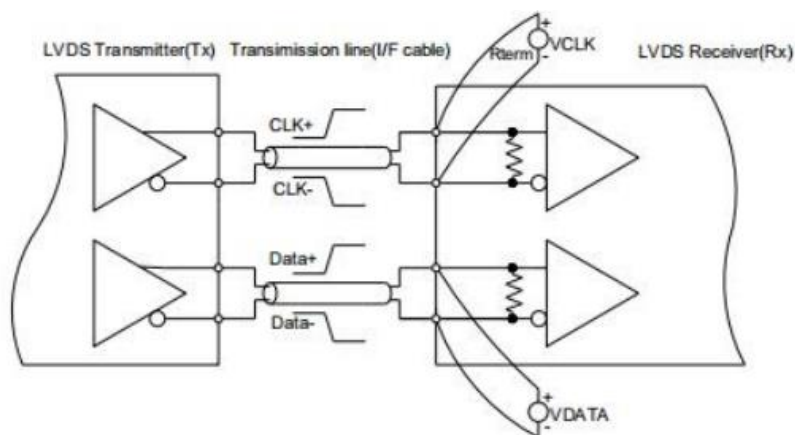 LVDS Transmitter(Tx)
Transimission line(I/F cable)
Rterm
+
VCLK
-
LVDS Receiver(Rx)
CLK+
CLK-
Data+
Data-
+
VDATA
-